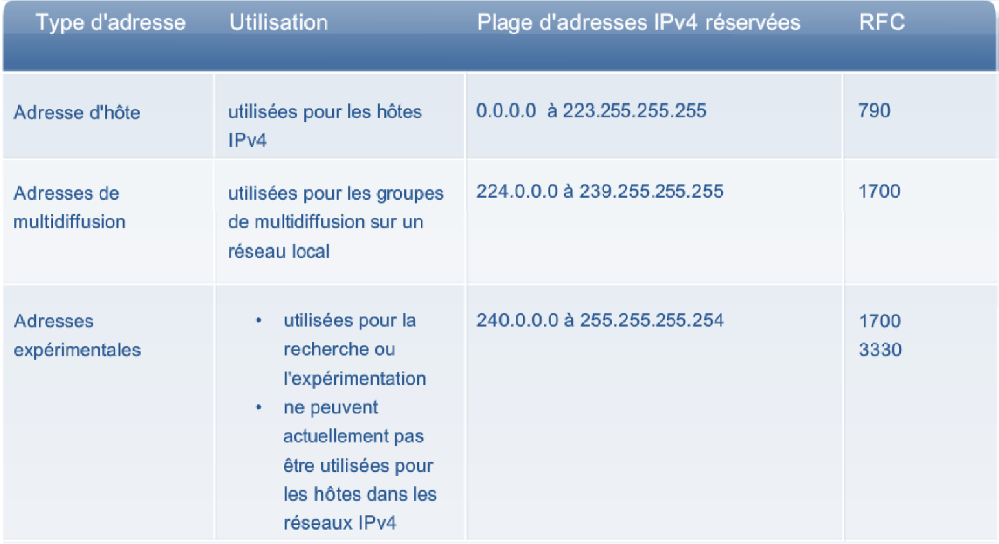 Type d'adresse Utilisation Plage d'adresses IPv4 réservées RFC
Adresse d'hôte
utilisées pour les hôtes
IPv4
0.0.0.0 à 223.255.255.255
790
Adresses de
multidiffusion
utilisées pour les groupes
de multidiffusion sur un
réseau local
224.0.0.0 à 239.255.255.255
1700
Adresses
expérimentales
• utilisées pour la
recherche ou
l'expérimentation
• ne peuvent
actuellement pas
être utilisées pour
les hôtes dans les
réseaux IPv4
240.0.0.0 à 255.255.255.254
1700
3330